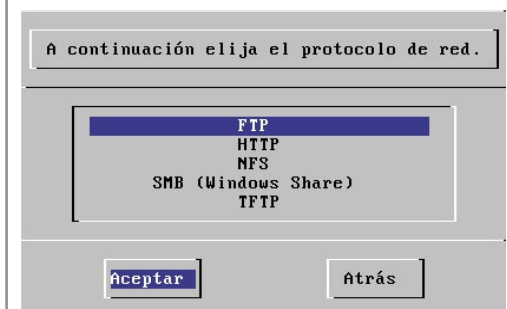 A continuación elija el protocolo de red.
FTP
HTTP
NFS
SMB (Windows Share)
TFTP
Aceptar
Atrás